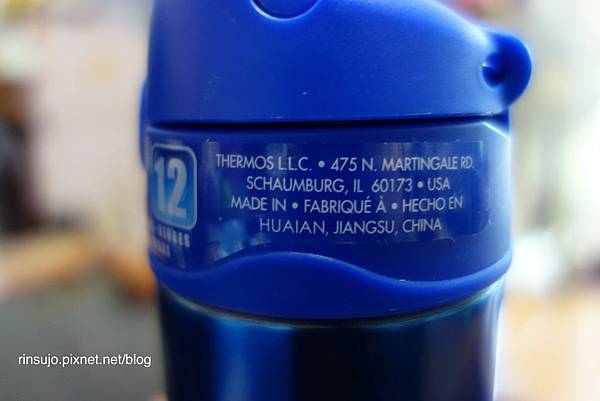 THERMOS L.L.C. • 475 N. MARTINGALE RD
SCHAUMBURG, IL 60173 • USA
MADE IN • FABRIQUÉ À • HECHO EN
HUAIAN, JIANGSU, CHINA
12
rinsujo.pixnet.net/blog